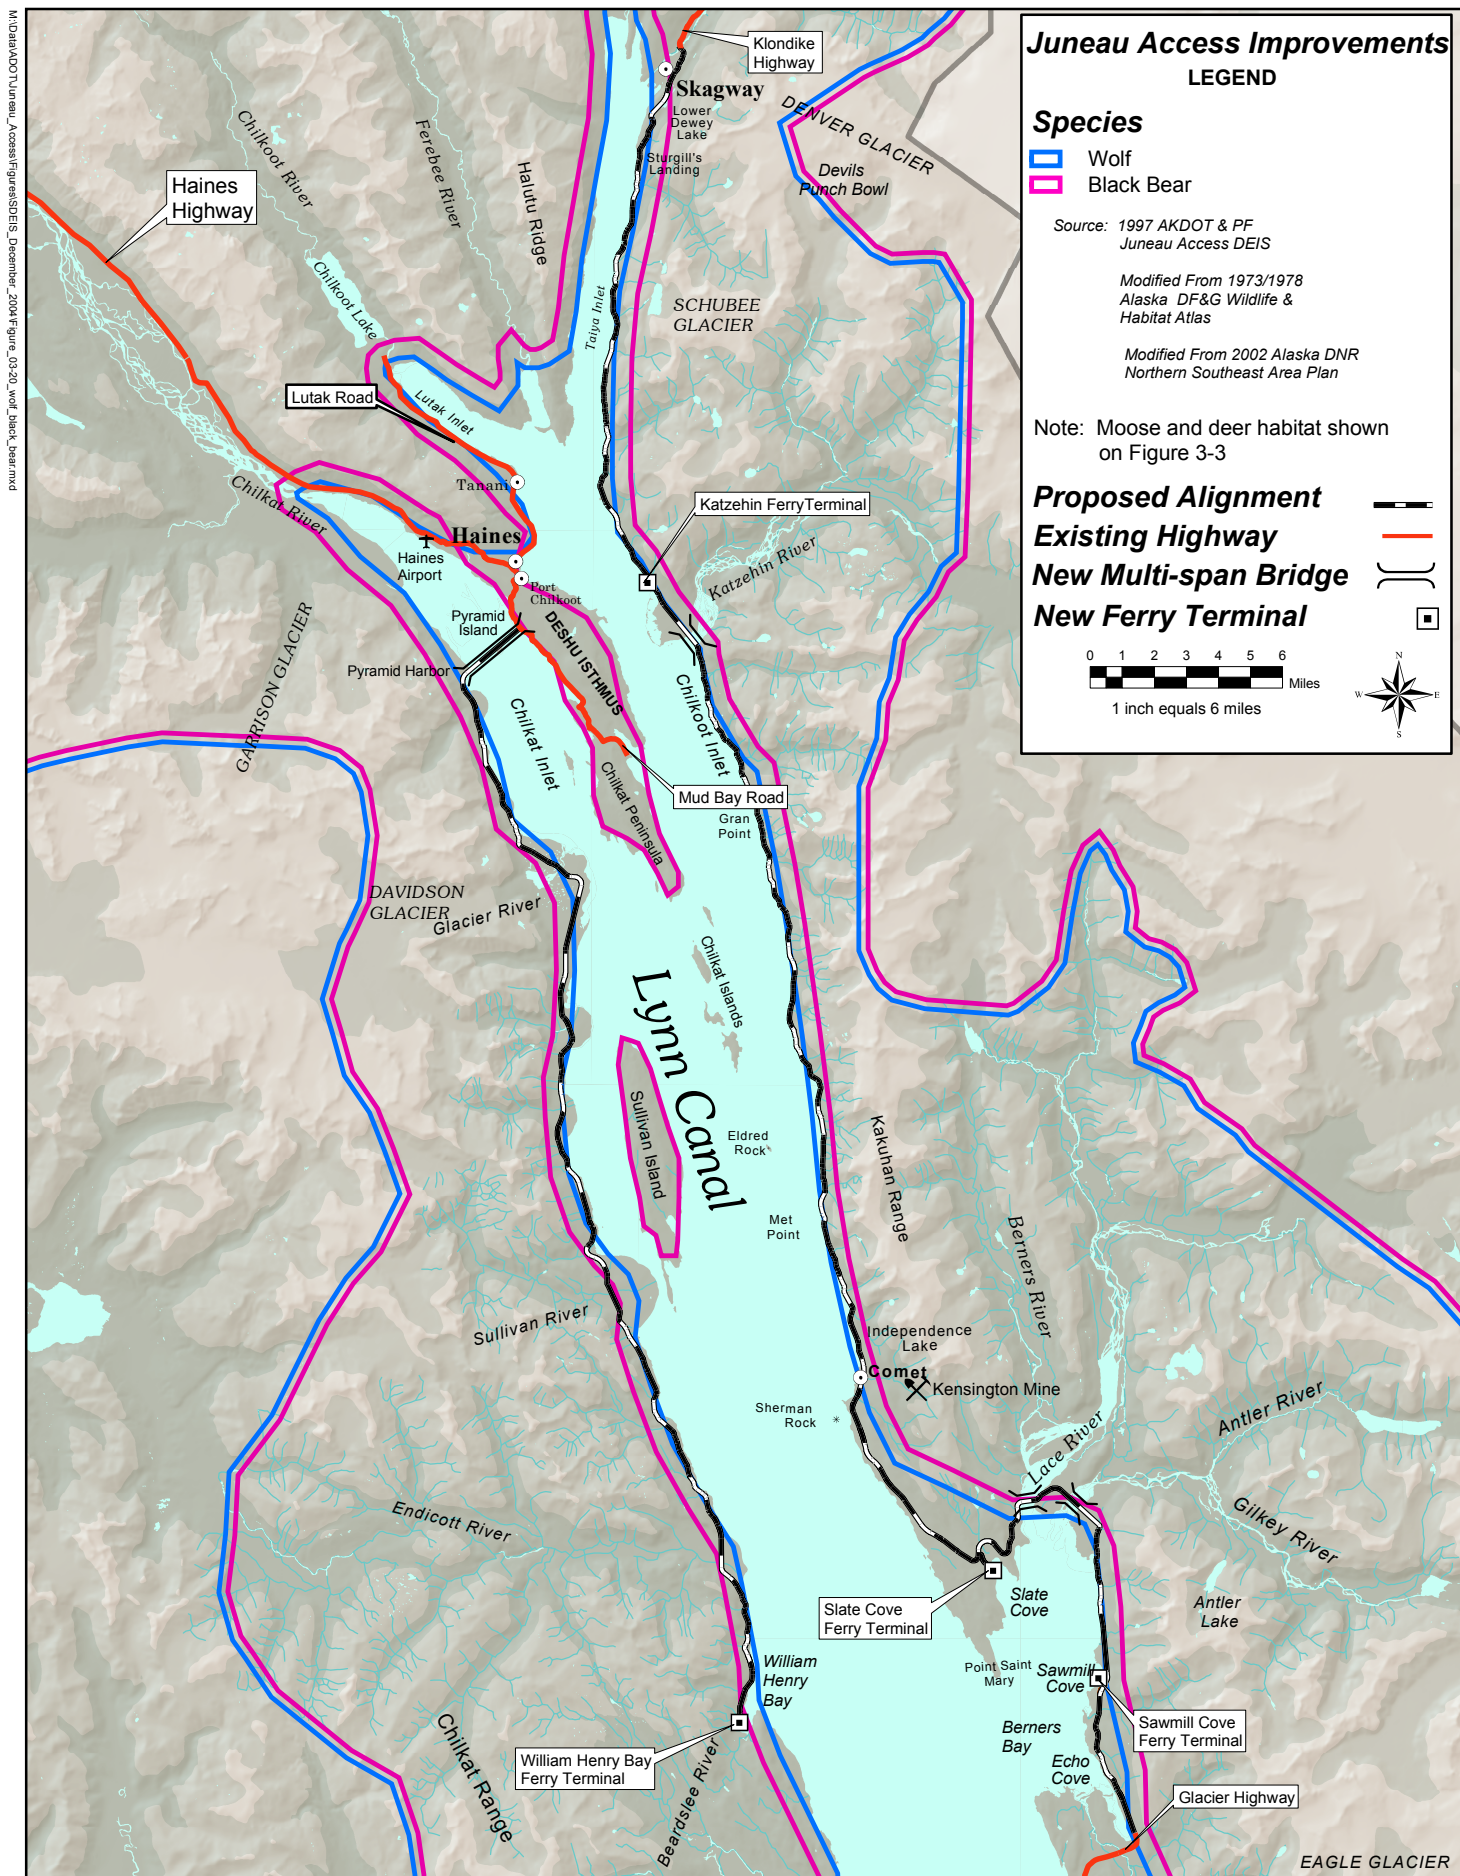 M:\Data\ADOT\Juneau_Access\Figures\SDEIS_December_2004\Figure_03-20_wolf_black_bear.mxd
Juneau Access Improvements
LEGEND
Species
Wolf
Black Bear
Source: 1997 AKDOT & PF
Juneau Access DEIS
Modified From 1973/1978
Alaska DF&G Wildlife &
Habitat Atlas
Modified From 2002 Alaska DNR
Northern Southeast Area Plan
Note: Moose and deer habitat shown
on Figure 3-3
Proposed Alignment
Existing Highway
New Multi-span Bridge
New Ferry Terminal
0 1 2 3 4 5 6
Miles
1 inch equals 6 miles
N
W
E
S
Klondike
Highway
Skagway
Lower
Dewey
Lake
Sturgill's
Landing
DENVER GLACIER
Devils
Punch Bowl
Haines
Highway
Chilkoot River
Ferebee River
Halutu Ridge
Chilkoot Lake
Taiya Inlet
SCHUBEE
GLACIER
Lutak Road
Lutak Inlet
Tanani
Chilkat River
Katzehin FerryTerminal
Katzehin River
Haines
Haines
Airport
Port
Chilkoot
Pyramid
Island
DESHU ISTHMUS
Pyramid Harbor
GARRISON GLACIER
Chilkat Inlet
Chilkoot Inlet
Mud Bay Road
Chilkat Peninsula
Gran
Point
DAVIDSON
GLACIER
Glacier River
Chilkat Islands
Lynn Canal
Sullivan Island
Eldred
Rock
Kakuhan Range
Met
Point
Berners River
Sullivan River
Independence
Lake
Comet
Kensington Mine
Sherman
Rock
Antler River
Lace River
Endicott River
Gilkey River
Slate Cove
Ferry Terminal
Slate
Cove
Antler
Lake
Point Saint
Mary
Sawmill
Cove
William
Henry
Bay
Berners
Bay
Sawmill Cove
Ferry Terminal
Echo
Cove
William Henry Bay
Ferry Terminal
Chilkat Range
Beardslee River
Glacier Highway
EAGLE GLACIER